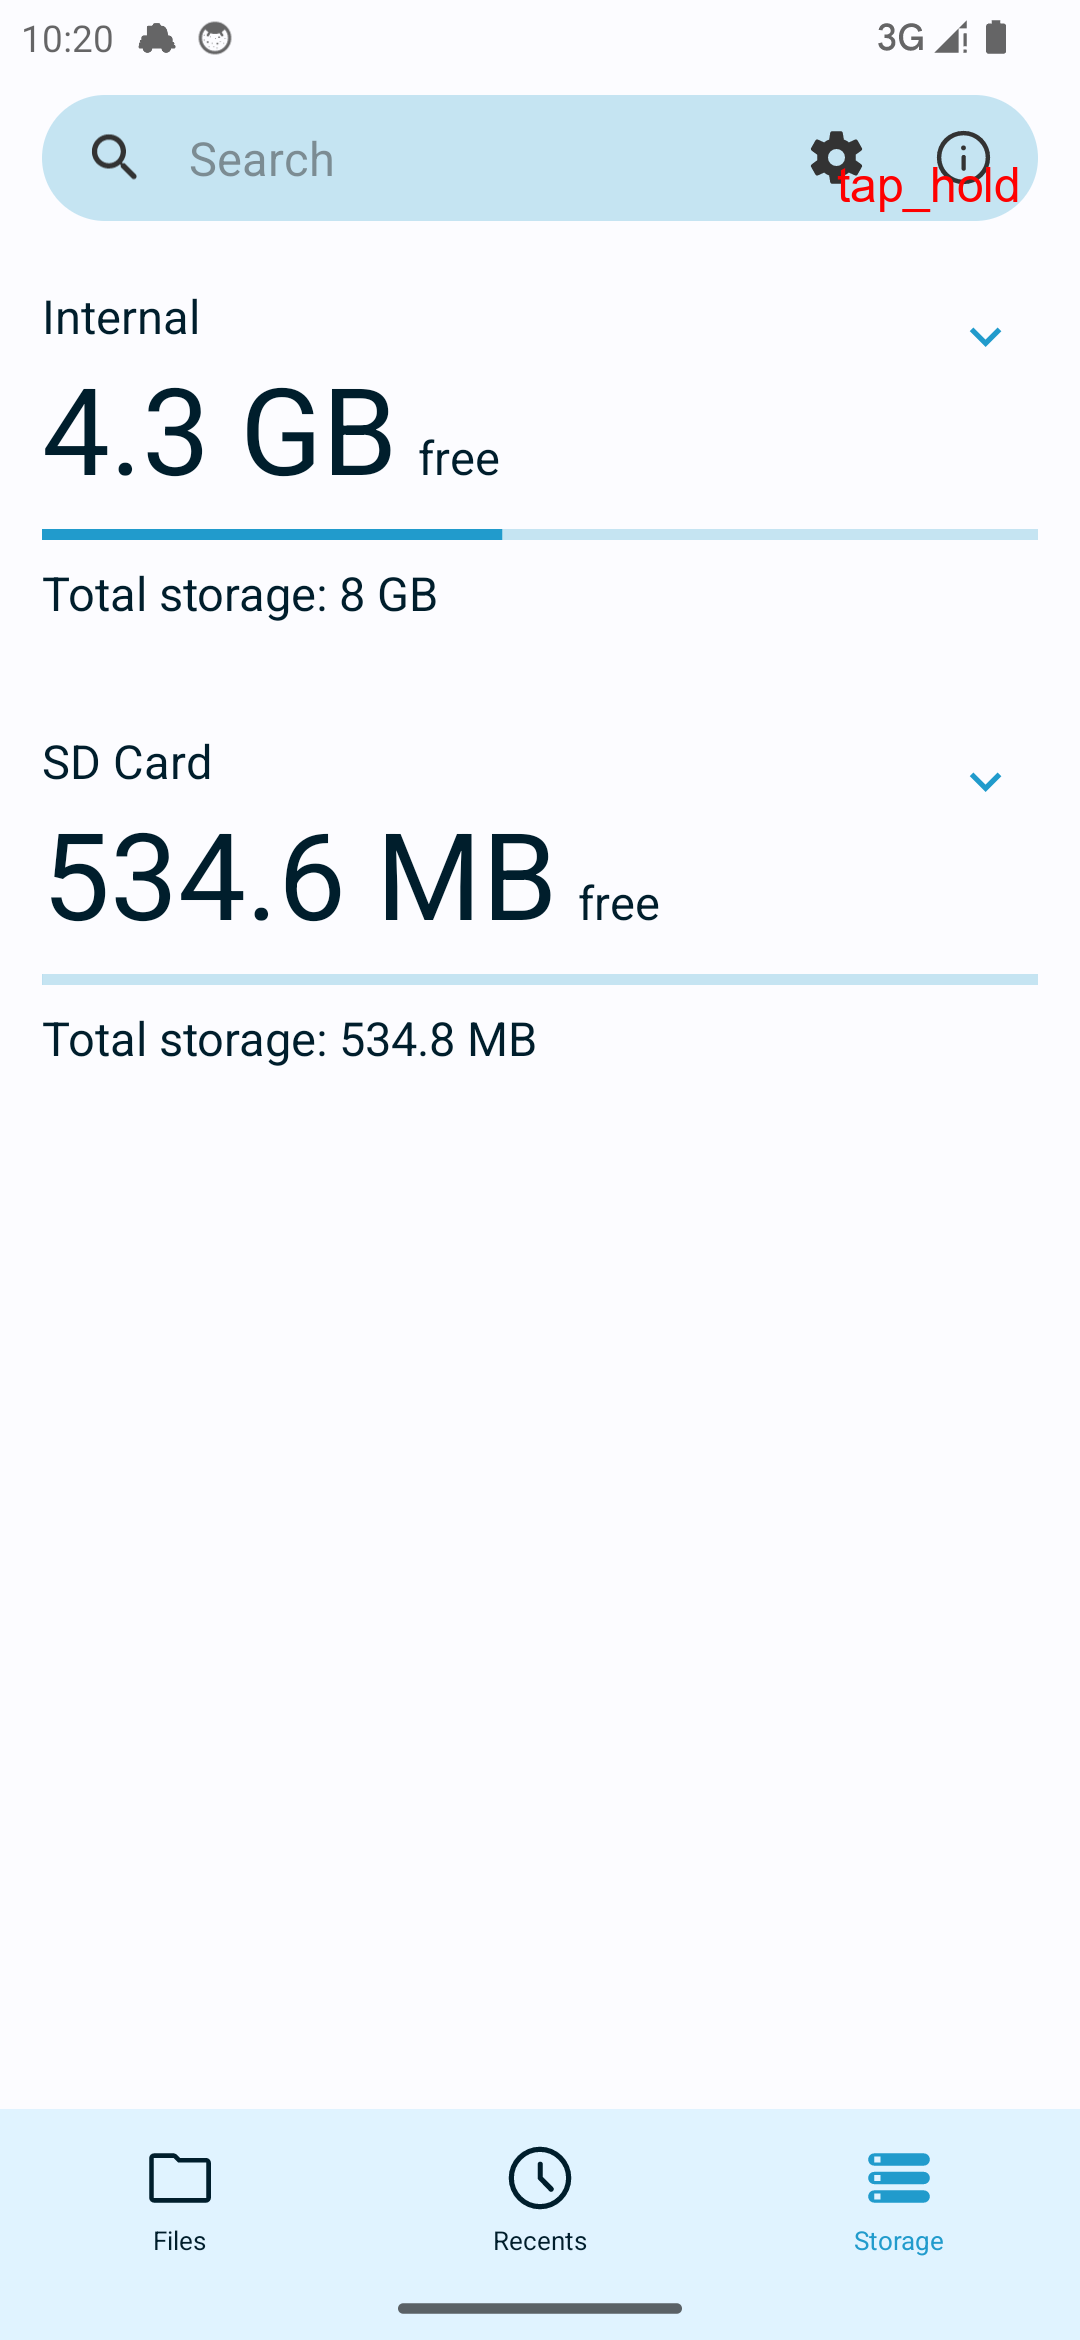 10:20
3G
Search
tap_hold
Internal
4.3 GB free
Total storage: 8 GB
SD Card
534.6 MB free
Total storage: 534.8 MB
Files
Recents
Storage